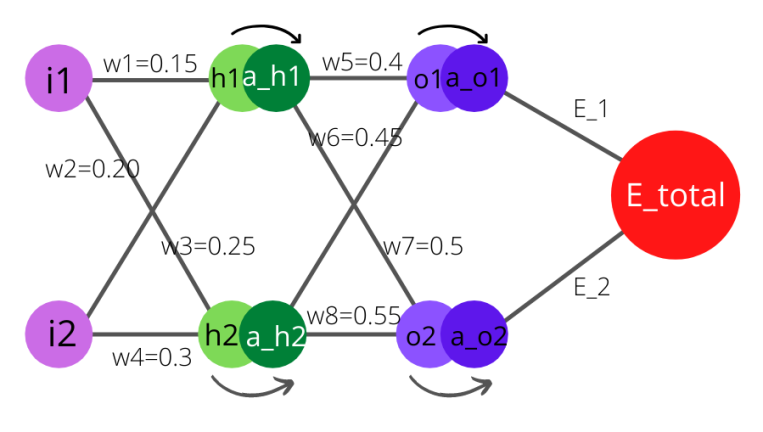 w1=0.15
w5=0.4
i1
h1
a_h1
o1
a_o1
E_1
w6=0.45
w2=0.20
E_total
w3=0.25
w7=0.5
E_2
w8=0.55
i2
h2
a_h2
o2
a_o2
w4=0.3